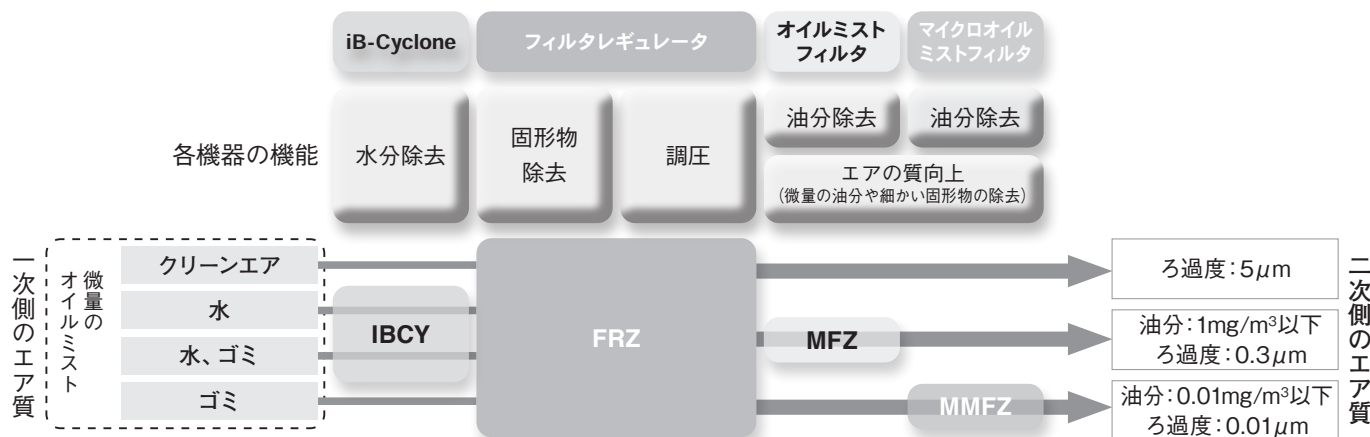 iB-Cyclone
フィルタレギュレータ
オイルミスト
フィルタ
マイクロオイル
ミストフィルタ
各機器の機能
水分除去
固形物
除去
調圧
油分除去
油分除去
エアの質向上
(微量の油分や細かい固形物の除去)
一次側のエア質
微量の
オイルミスト
クリーンエア
水
水、ゴミ
ゴミ
IBCY
FRZ
MFZ
MMFZ
ろ過度:5μm
油分:1mg/m³以下
ろ過度:0.3μm
油分:0.01mg/m³以下
ろ過度:0.01μm
二次側のエア質